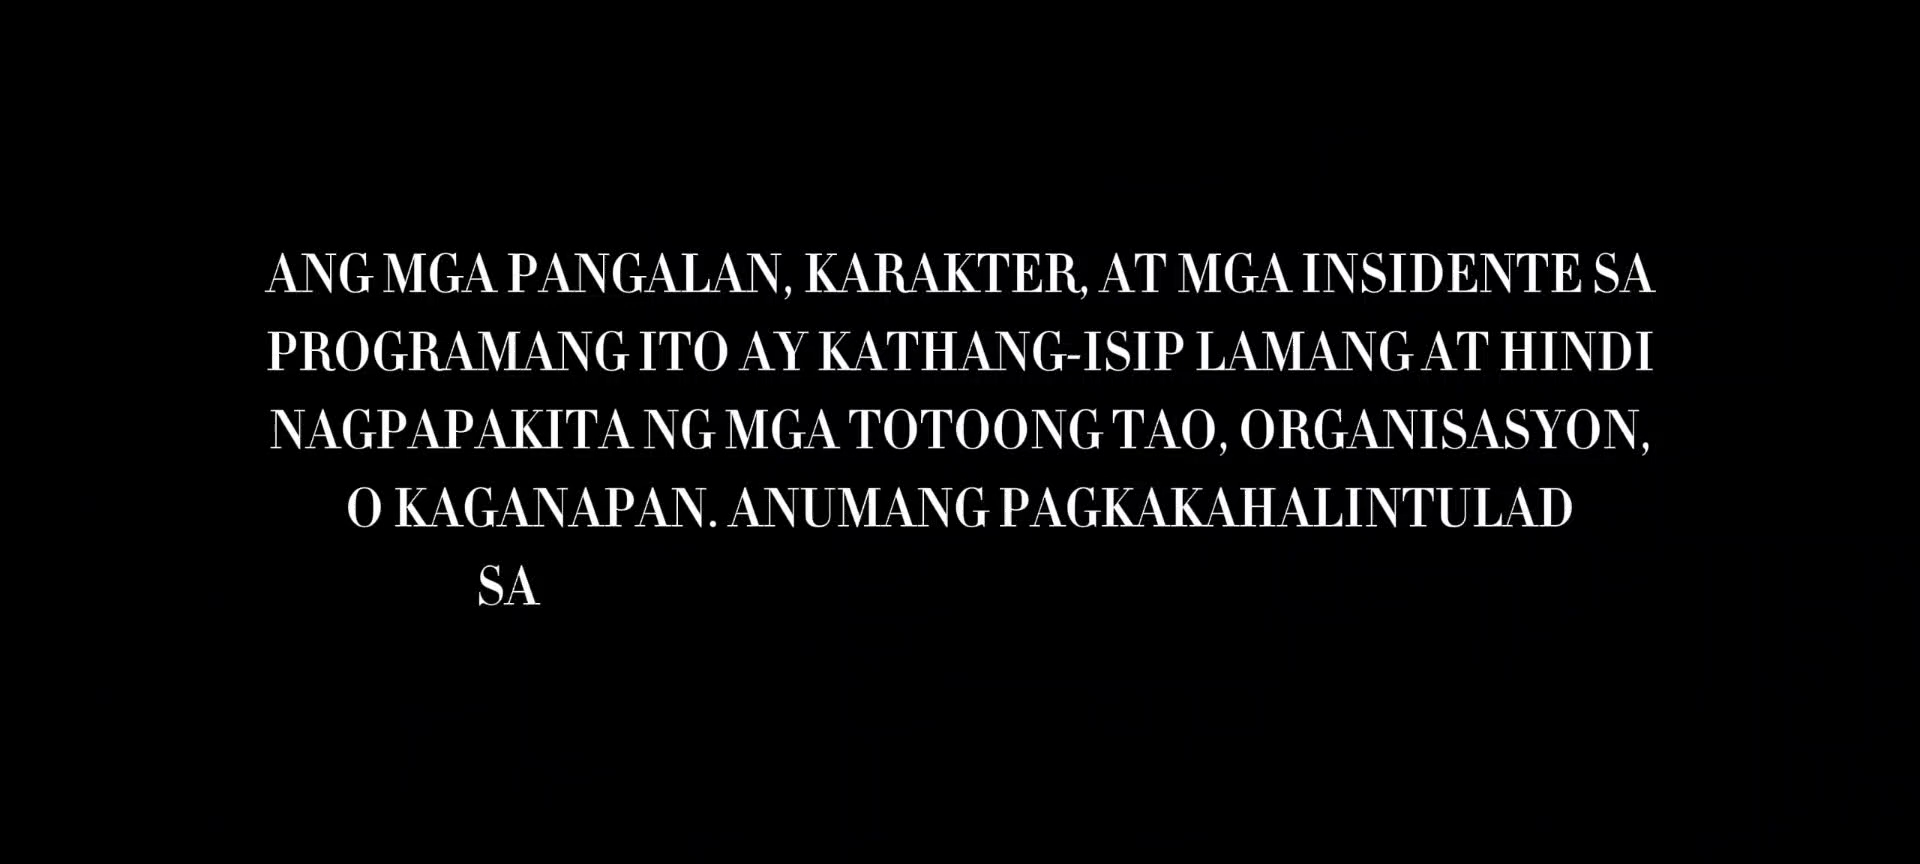 ANG MGA PANGALAN, KARAKTER, AT MGA INSIDENTE SA
PROGRAMANG ITO AY KATHANG-ISIP LAMANG AT HINDI
NAGPAPAKITA NG MGA TOTOONG TAO, ORGANISASYON,
O KAGANAPAN. ANUMANG PAGKAKAHALINTULAD
SA